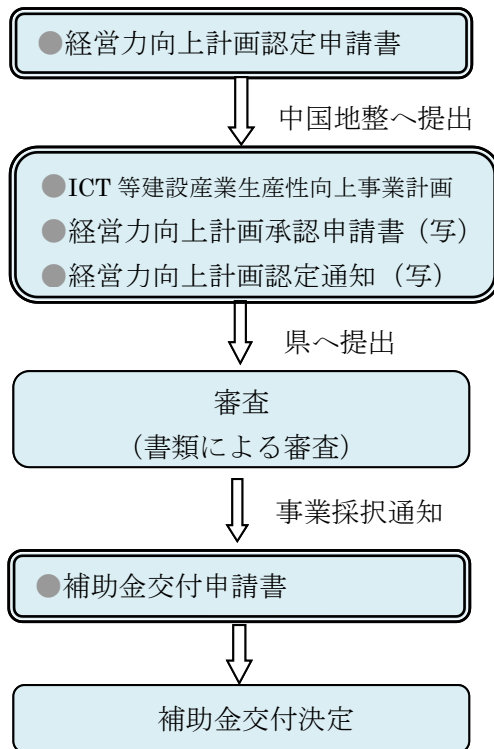 ●経営力向上計画認定申請書
中国地整へ提出
●ICT 等建設産業生産性向上事業計画
●経営力向上計画承認申請書（写）
●経営力向上計画認定通知（写）
県へ提出
審査
（書類による審査）
事業採択通知
●補助金交付申請書
補助金交付決定